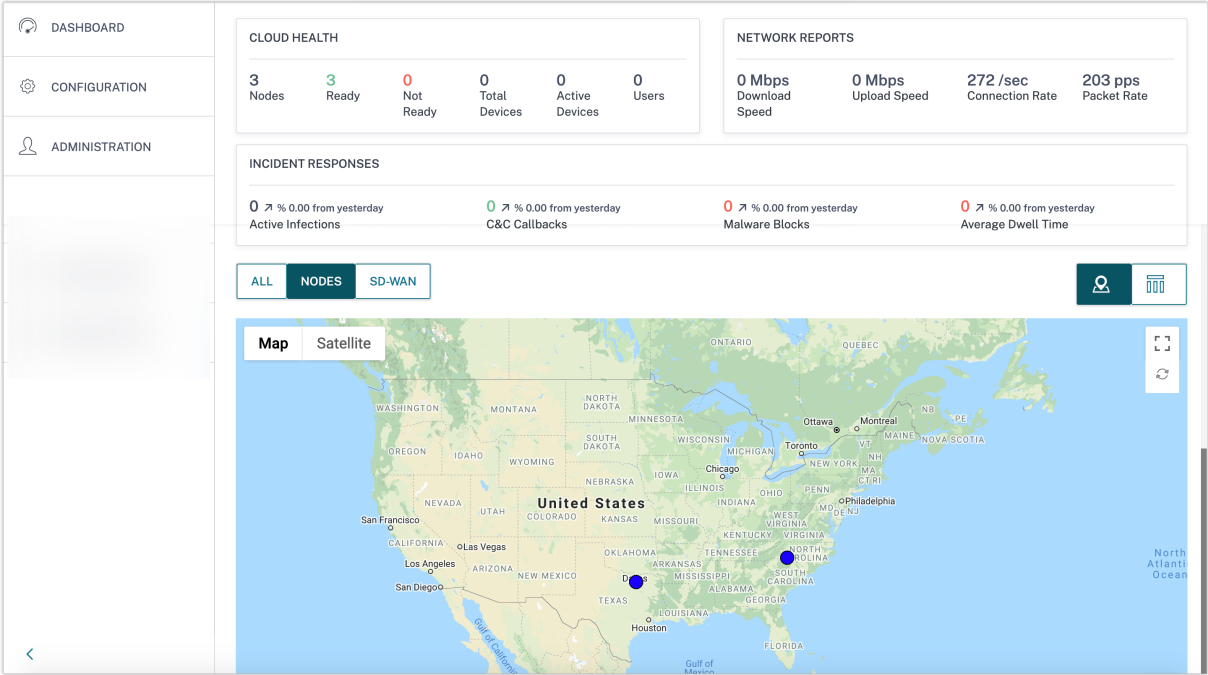 DASHBOARD
CONFIGURATION
ADMINISTRATION
CLOUD HEALTH
3
Nodes
3
Ready
0
Not
Ready
0
Total
Devices
0
Active
Devices
0
Users
NETWORK REPORTS
0 Mbps
Download
Speed
0 Mbps
Upload Speed
272 /sec
Connection Rate
203 pps
Packet Rate
INCIDENT RESPONSES
0 ↗ % 0.00 from yesterday
Active Infections
0 ↗ % 0.00 from yesterday
C&C Callbacks
0 ↗ % 0.00 from yesterday
Malware Blocks
0 ↗ % 0.00 from yesterday
Average Dwell Time
ALL
NODES
SD-WAN
Map
Satellite
ONTARIO
QUEBEC
WASHINGTON
MONTANA
NORTH
DAKOTA
MINNESOTA
Ottawa
Montreal
NB
PE
MAINE
NOVA SCOTIA
OREGON
IDAHO
SOUTH
DAKOTA
WISCONSIN
MICHIGAN
Toronto
VT
NH
WYOMING
NEW YORK
MA
CT RI
Chicago
IOWA
NEBRASKA
ILLINOIS
INDIANA
OHIO
PENN
Philadelphia
NEVADA
UTAH
United States
COLORADO
KANSAS
MISSOURI
WEST
VIRGINIA
MD
DE
NJ
San Francisco
KENTUCKY
VIRGINIA
CALIFORNIA
Las Vegas
OKLAHOMA
TENNESSEE
NORTH
ROLINA
Los Angeles
ARIZONA
NEW MEXICO
ARKANSAS
MISSISSIPPI
SOUTH
CAROLINA
San Diego
ALABAMA
TEXAS
GEORGIA
LOUISIANA
Houston
FLORIDA
Gulf of California
Gulf of
Mexico
North
Atlanti
Ocean